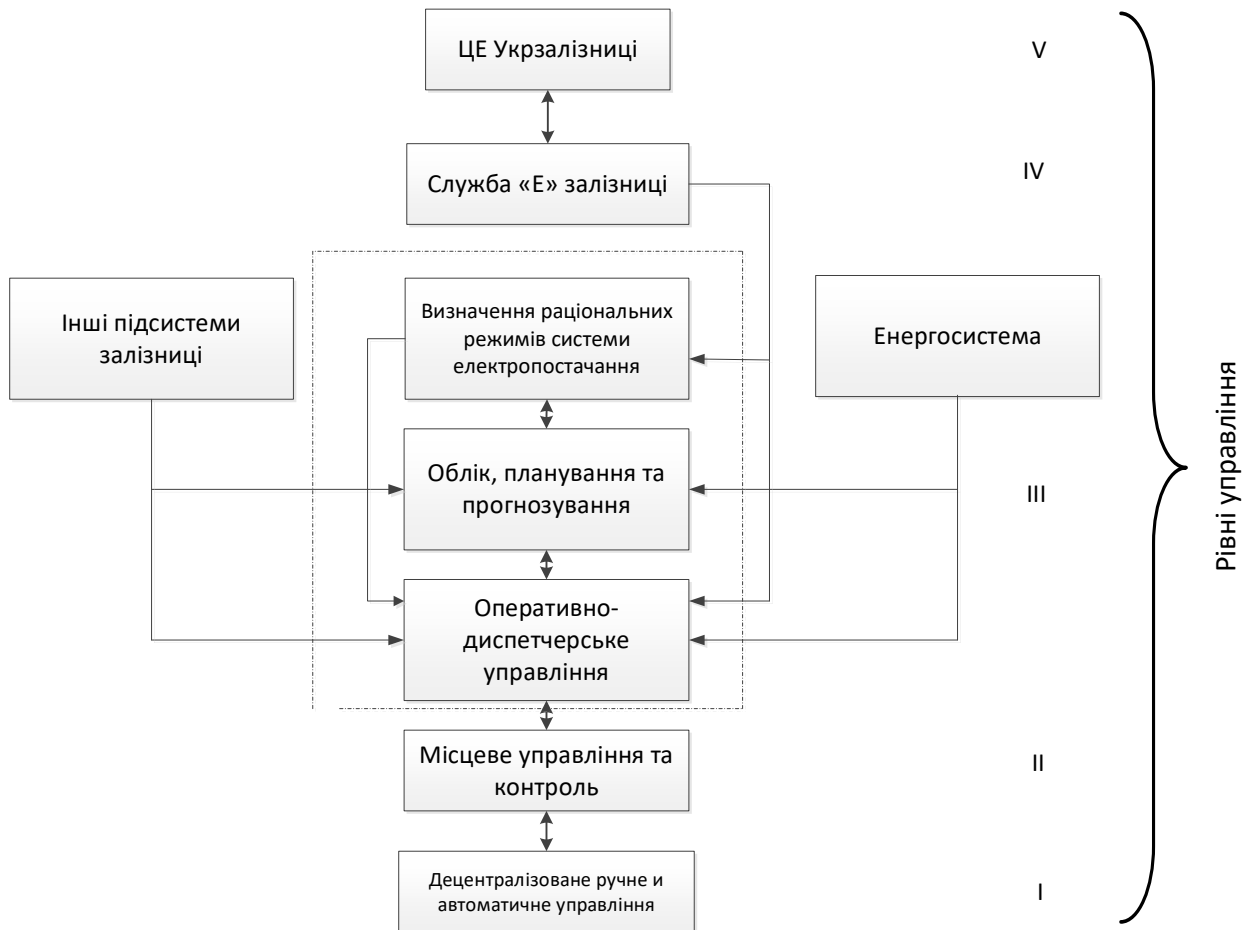 ЦЕ Укрзалізниці
V
Служба «Е» залізниці
IV
Інші підсистеми
залізниці
Визначення раціональних
режимів системи
електропостачання
Енергосистема
Облік, планування та
прогнозування
III
Рівні управління
Оперативно-
диспетчерське
управління
Місцеве управління та
контроль
II
Децентралізоване ручне и
автоматичне управління
I